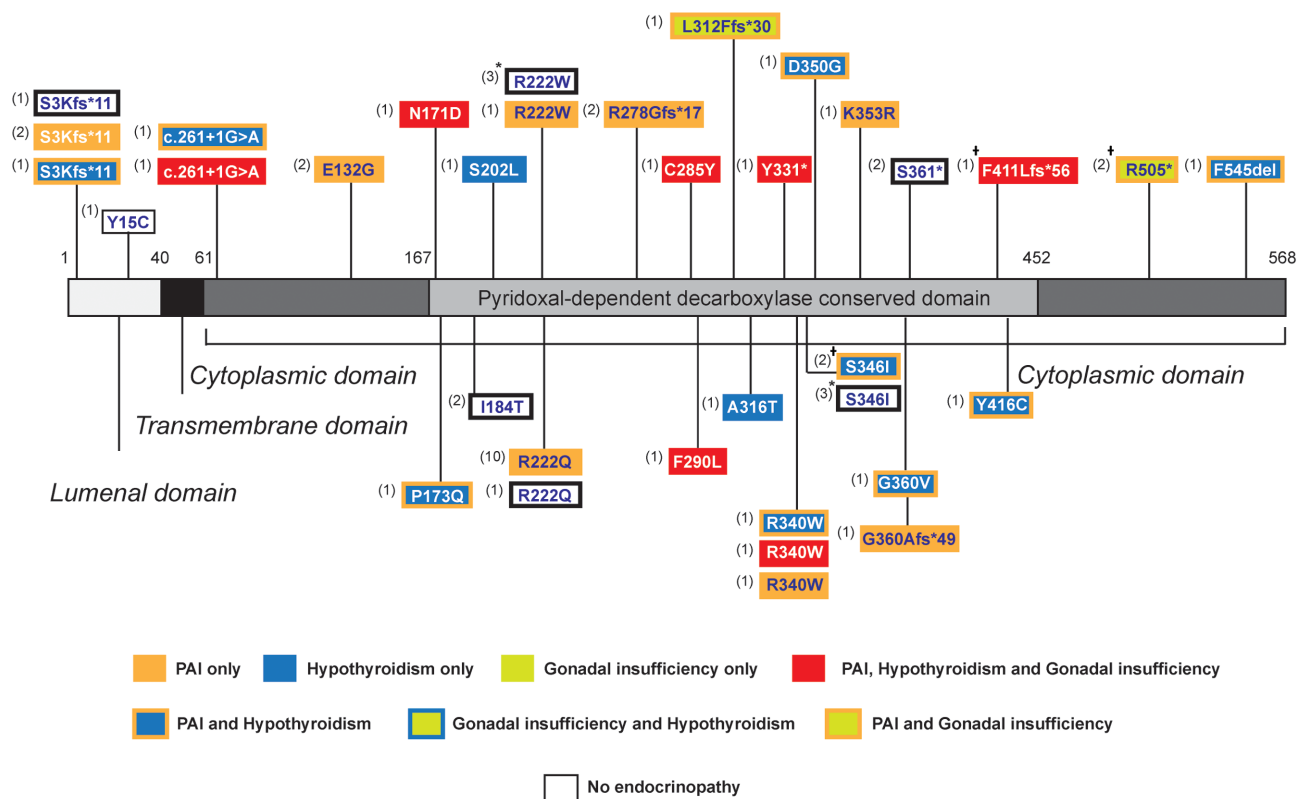 (1) L312Ffs*30
(3)* R222W
(1) D350G
(1) S3Kfs*11
(2) S3Kfs*11
(1) S3Kfs*11
(1) c.261+1G>A
(1) c.261+1G>A
(2) E132G
(1) N171D
(1) R222W
(2) R278Gfs*17
(1) K353R
(1) S202L
(1) C285Y
(1) Y331*
(2) S361*
(1)† F411Lfs*56
(2)† R505*
(1) F545del
(1) Y15C
1 40 61 167 452 568
Pyridoxal-dependent decarboxylase conserved domain
Cytoplasmic domain
Cytoplasmic domain
Transmembrane domain
Lumenal domain
(2)† S346I
(3)* S346I
(2) I184T
(1) A316T
(1) Y416C
(10) R222Q
(1) R222Q
(1) F290L
(1) P173Q
(1) G360V
(1) G360Afs*49
(1) R340W
(1) R340W
(1) R340W
PAI only
Hypothyroidism only
Gonadal insufficiency only
PAI, Hypothyroidism and Gonadal insufficiency
PAI and Hypothyroidism
Gonadal insufficiency and Hypothyroidism
PAI and Gonadal insufficiency
No endocrinopathy